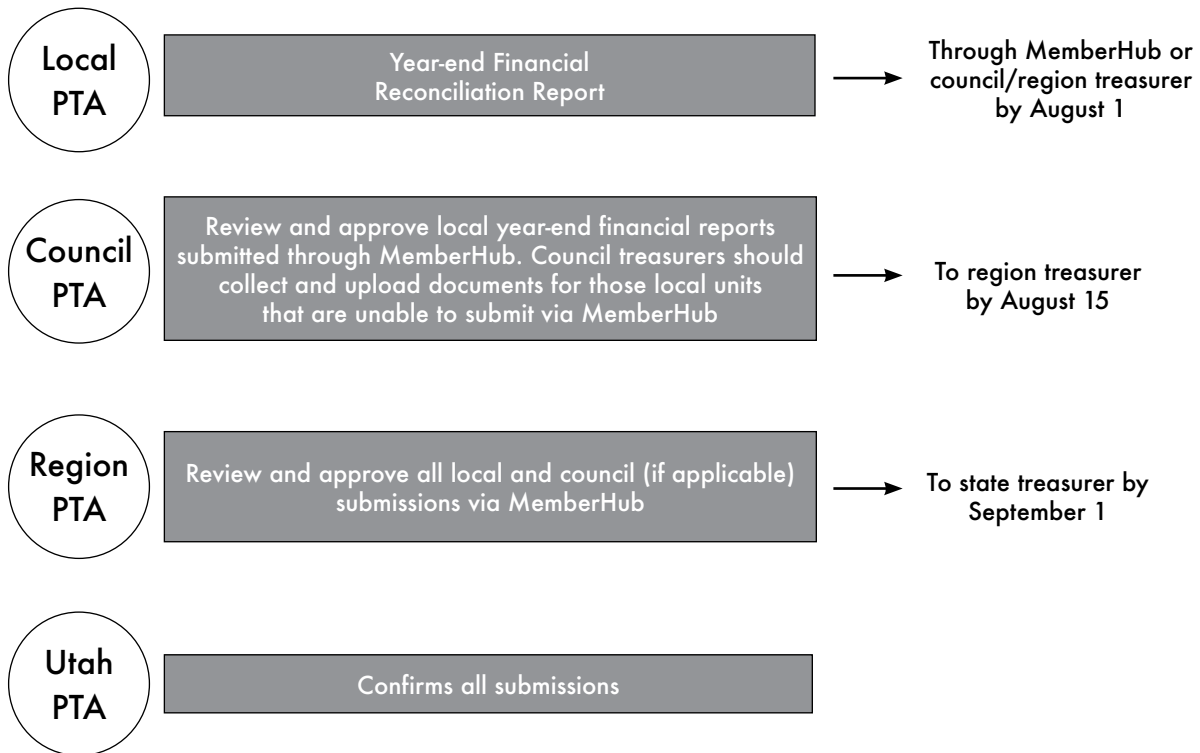 Local
PTA
Year-end Financial
Reconciliation Report
Through MemberHub or
council/region treasurer
by August 1
Council
PTA
Review and approve local year-end financial reports
submitted through MemberHub. Council treasurers should
collect and upload documents for those local units
that are unable to submit via MemberHub
To region treasurer
by August 15
Region
PTA
Review and approve all local and council (if applicable)
submissions via MemberHub
To state treasurer by
September 1
Utah
PTA
Confirms all submissions